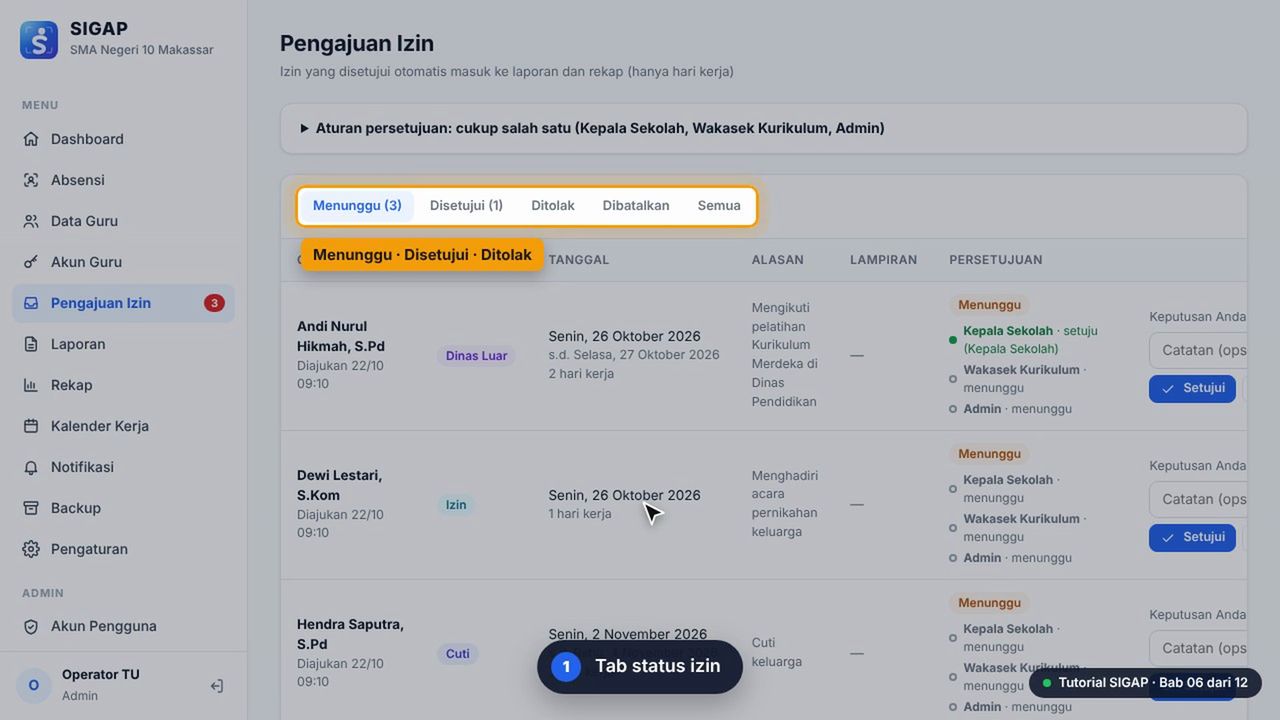 SIGAP
SMA Negeri 10 Makassar
MENU
Dashboard
Absensi
Data Guru
Akun Guru
Pengajuan Izin 3
Laporan
Rekap
Kalender Kerja
Notifikasi
Backup
Pengaturan
ADMIN
Akun Pengguna
O
Operator TU
Admin
Pengajuan Izin
Izin yang disetujui otomatis masuk ke laporan dan rekap (hanya hari kerja)
Aturan persetujuan: cukup salah satu (Kepala Sekolah, Wakasek Kurikulum, Admin)
Menunggu (3) Disetujui (1) Ditolak Dibatalkan Semua
Menunggu · Disetujui · Ditolak
TANGGAL ALASAN LAMPIRAN PERSETUJUAN
Andi Nurul
Hikmah, S.Pd
Diajukan 22/10
09:10
Dinas Luar
Senin, 26 Oktober 2026
s.d. Selasa, 27 Oktober 2026
2 hari kerja
Mengikuti
pelatihan
Kurikulum
Merdeka di
Dinas
Pendidikan
—
Menunggu
Kepala Sekolah · setuju
(Kepala Sekolah)
Wakasek Kurikulum ·
menunggu
Admin · menunggu
Keputusan Anda
Catatan (ops
Setujui
Dewi Lestari,
S.Kom
Diajukan 22/10
09:10
Izin
Senin, 26 Oktober 2026
1 hari kerja
Menghadiri
acara
pernikahan
keluarga
—
Menunggu
Kepala Sekolah ·
menunggu
Wakasek Kurikulum ·
menunggu
Admin · menunggu
Keputusan Anda
Catatan (ops
Setujui
Hendra Saputra,
S.Pd
Diajukan 22/10
09:10
Cuti
Senin, 2 November 2026
Cuti
keluarga
—
Menunggu
Kepala Sekolah ·
menunggu
Wakasek Kurikulum ·
menunggu
Admin · menunggu
Keputusan Anda
Catatan (ops
1 Tab status izin
Tutorial SIGAP · Bab 06 dari 12